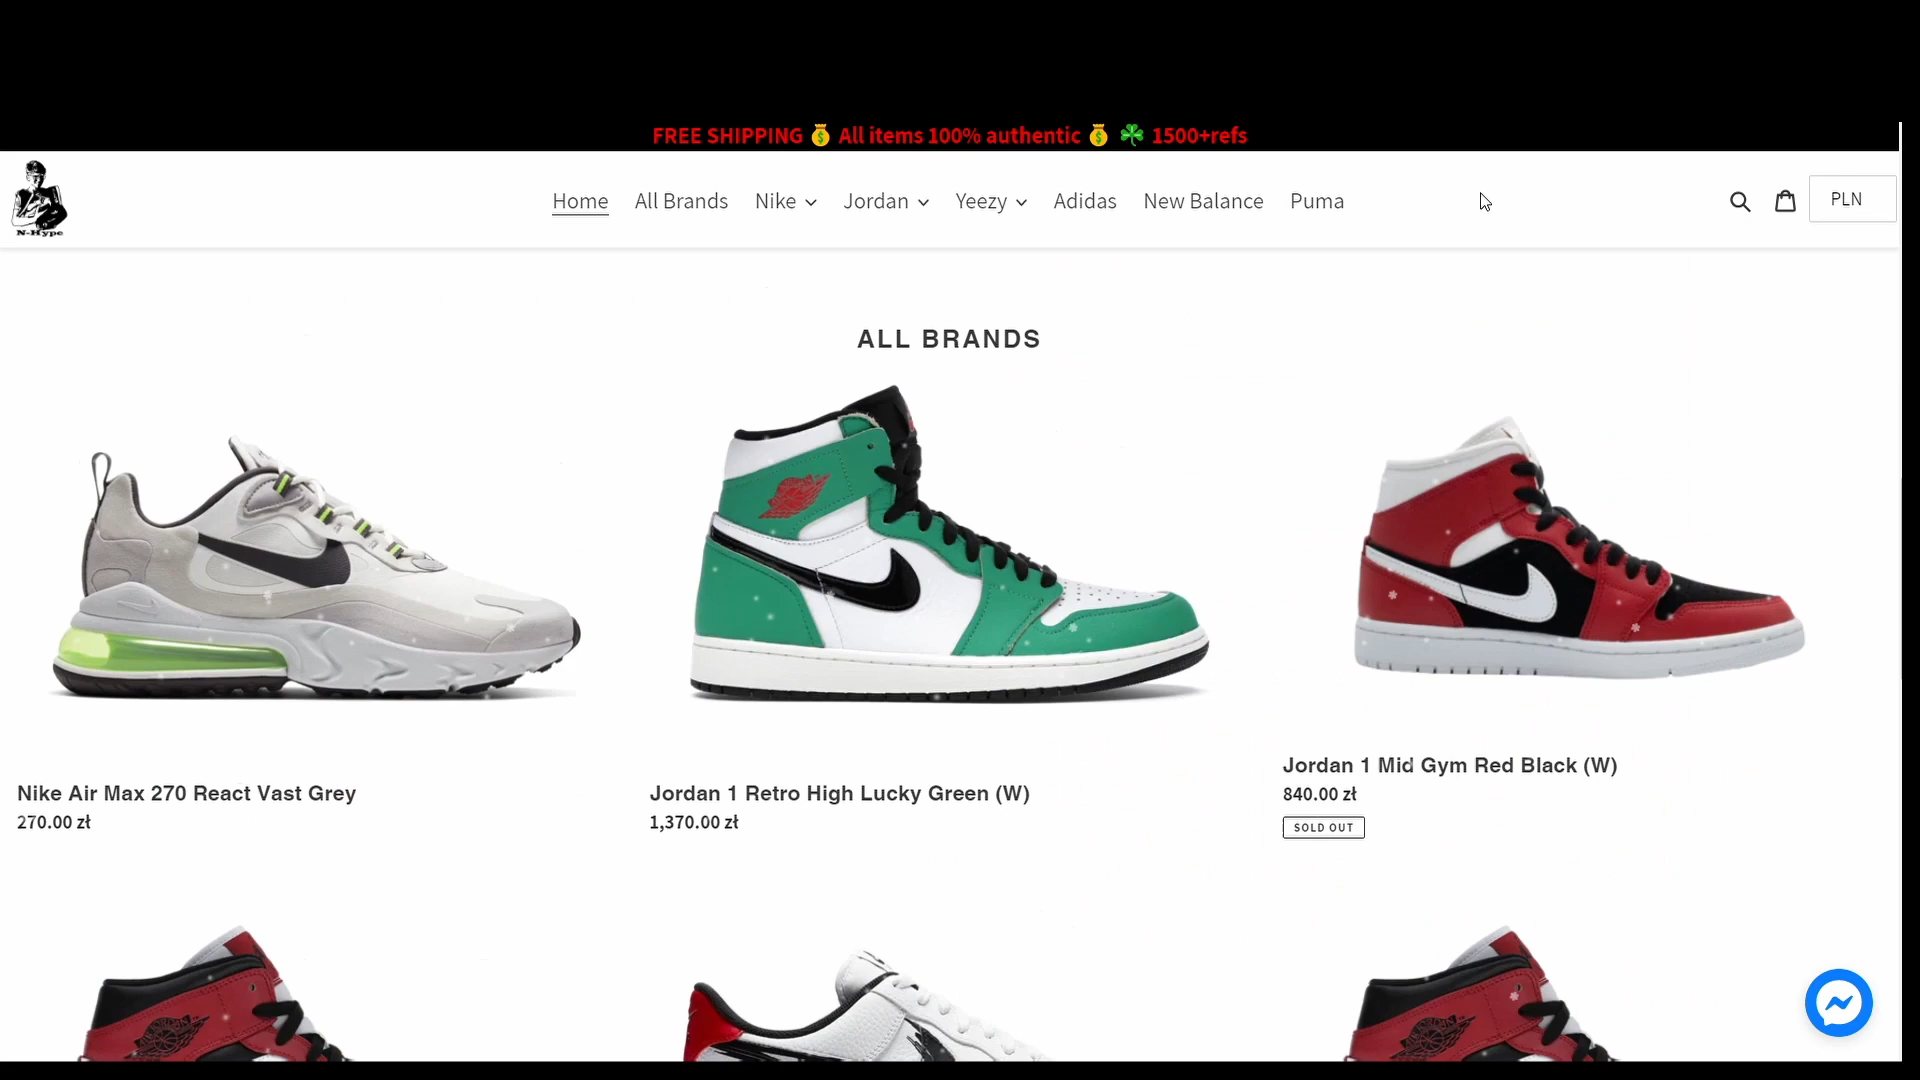 FREE SHIPPING 💰 All items 100% authentic 💰 ☘️ 1500+refs
N-Hype
Home All Brands Nike Jordan Yeezy Adidas New Balance Puma PLN
ALL BRANDS
Nike Air Max 270 React Vast Grey
270.00 zł
Jordan 1 Retro High Lucky Green (W)
1,370.00 zł
Jordan 1 Mid Gym Red Black (W)
840.00 zł
SOLD OUT